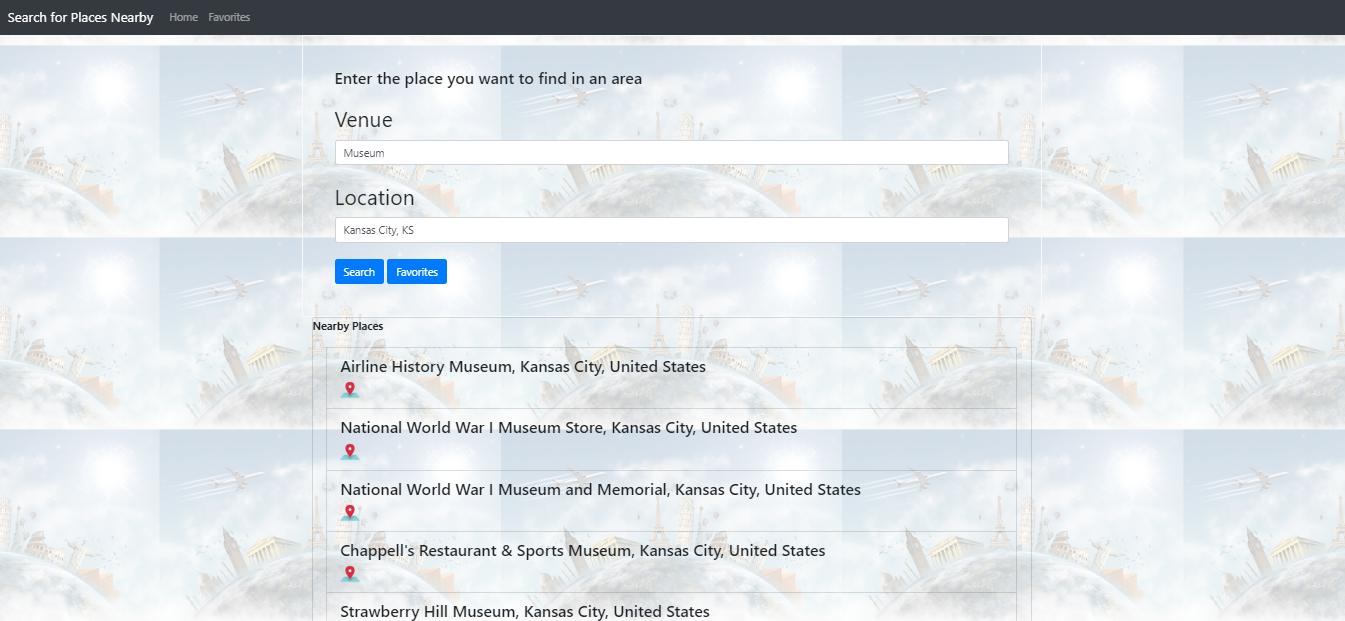 Search for Places Nearby Home Favorites
Enter the place you want to find in an area
Venue
Museum
Location
Kansas City, KS
Search Favorites
Nearby Places
Airline History Museum, Kansas City, United States
National World War I Museum Store, Kansas City, United States
National World War I Museum and Memorial, Kansas City, United States
Chappell's Restaurant & Sports Museum, Kansas City, United States
Strawberry Hill Museum, Kansas City, United States